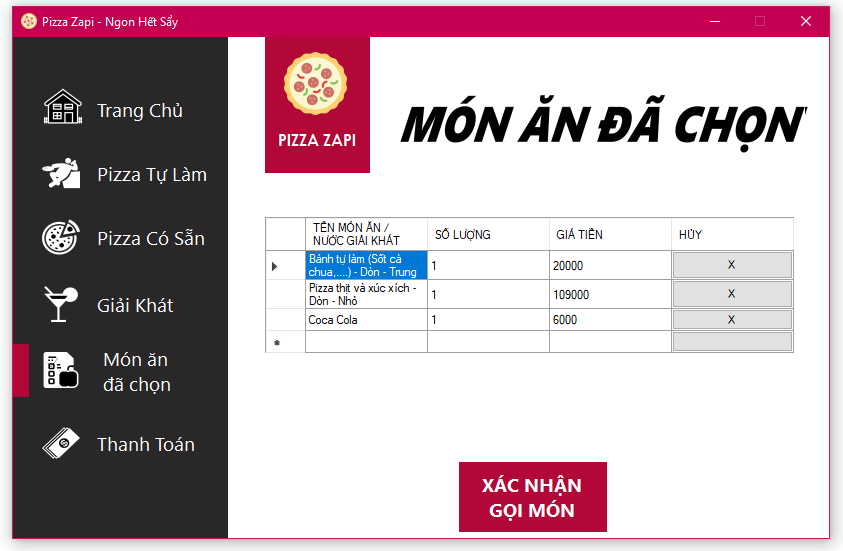 Pizza Zapi - Ngon Hết Sẩy
Trang Chủ
Pizza Tự Làm
Pizza Có Sẵn
Giải Khát
Món ăn
đã chọn
Thanh Toán
PIZZA ZAPI
MÓN ĂN ĐÃ CHỌN
TÊN MÓN ĂN /
NƯỚC GIẢI KHÁT
SỐ LƯỢNG
GIÁ TIỀN
HỦY
Bánh tự làm (Sốt cà
chua,....) - Dòn - Trung
1
20000
X
Pizza thịt và xúc xích -
Dòn - Nhỏ
1
109000
X
Coca Cola
1
6000
X
XÁC NHẬN
GỌI MÓN